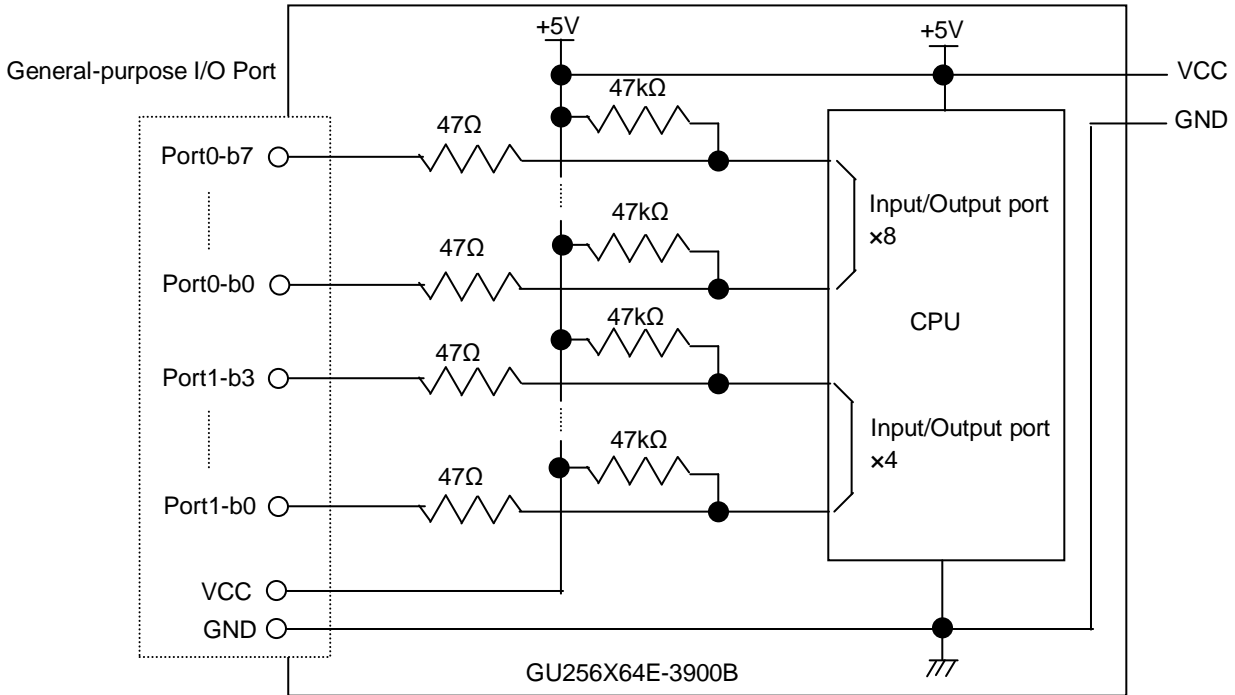 +5V
+5V
General-purpose I/O Port
VCC
47kΩ
GND
47Ω
Port0-b7
47kΩ
Input/Output port
×8
47Ω
Port0-b0
47kΩ
CPU
47Ω
Port1-b3
47kΩ
Input/Output port
×4
47Ω
Port1-b0
VCC
GND
GU256X64E-3900B